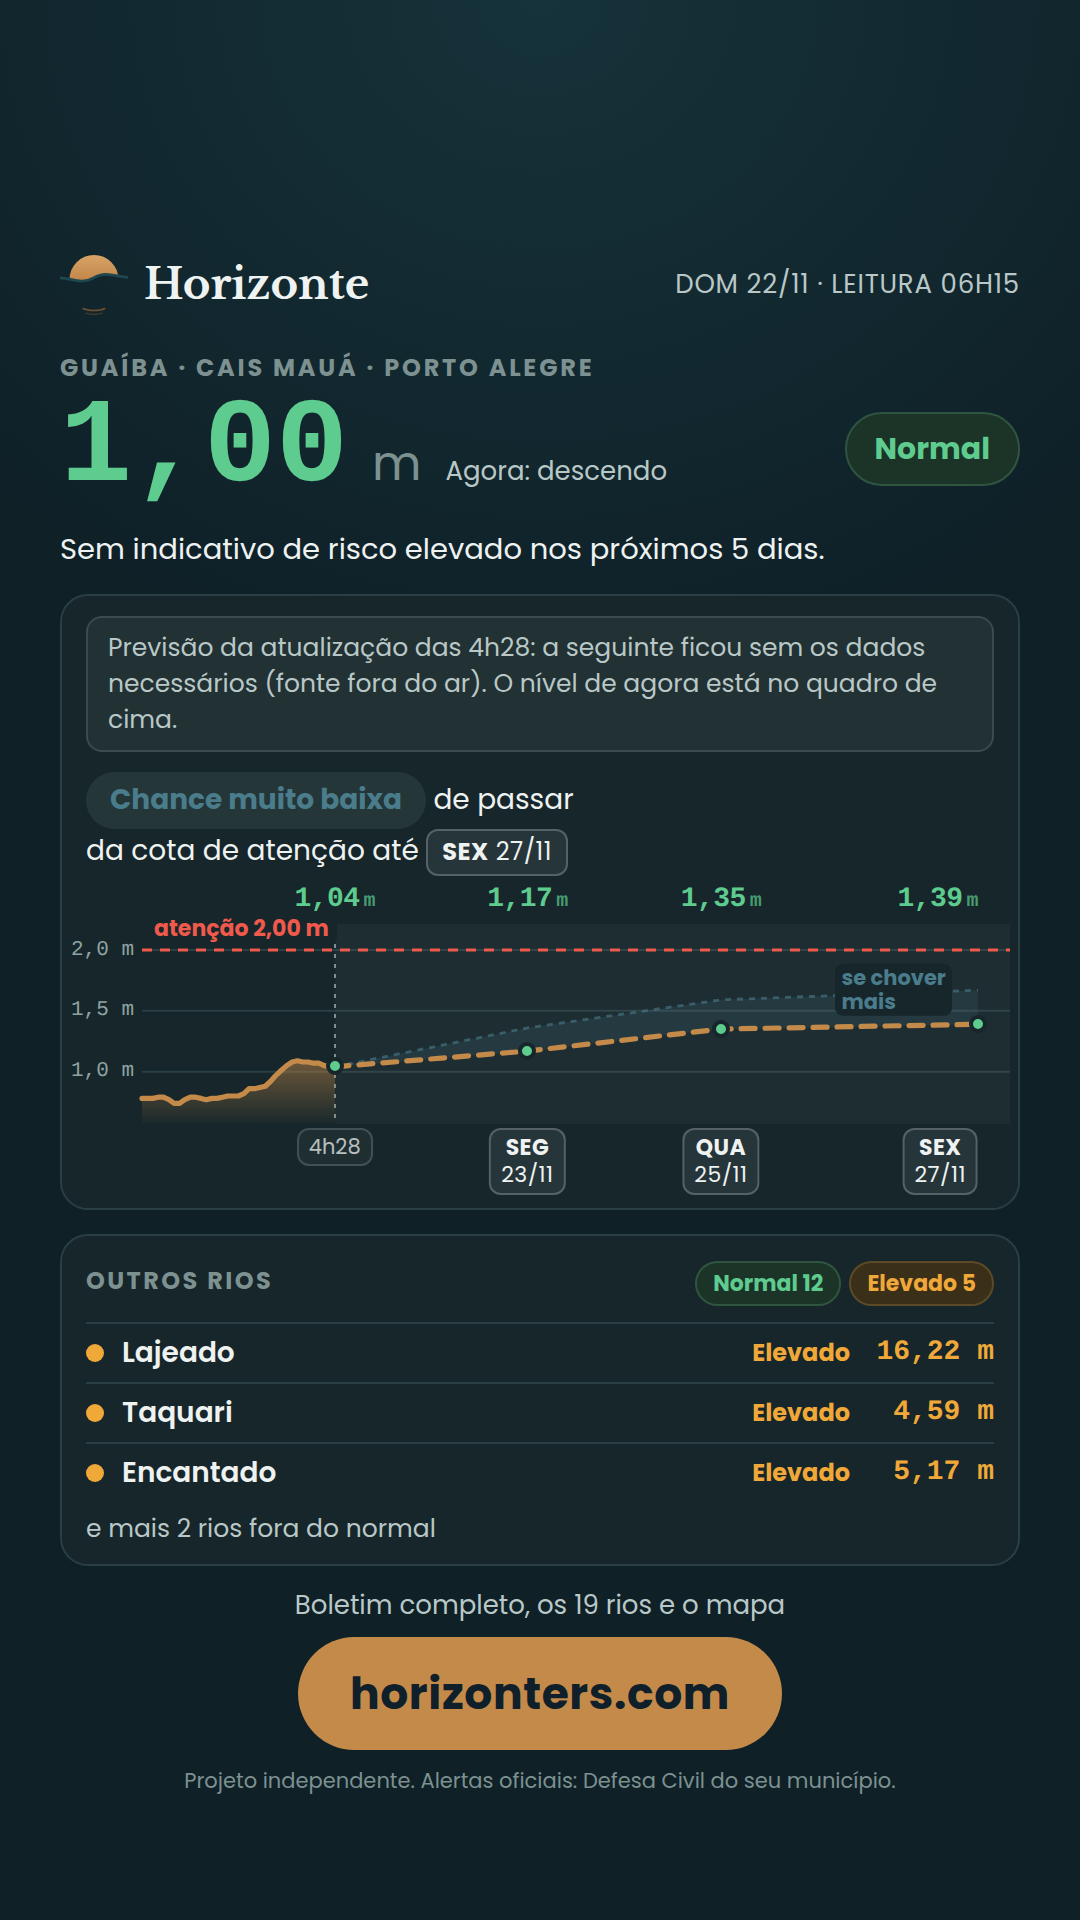 Horizonte
DOM 22/11 · LEITURA 06H15
GUAÍBA · CAIS MAUÁ · PORTO ALEGRE
1,00 m Agora: descendo
Normal
Sem indicativo de risco elevado nos próximos 5 dias.
Previsão da atualização das 4h28: a seguinte ficou sem os dados
necessários (fonte fora do ar). O nível de agora está no quadro de
cima.
Chance muito baixa de passar
da cota de atenção até SEX 27/11
1,04 m 1,17 m 1,35 m 1,39 m
atenção 2,00 m
2,0 m
se chover
mais
1,5 m
1,0 m
4h28
SEG
23/11
QUA
25/11
SEX
27/11
OUTROS RIOS
Normal 12
Elevado 5
Lajeado Elevado 16,22 m
Taquari Elevado 4,59 m
Encantado Elevado 5,17 m
e mais 2 rios fora do normal
Boletim completo, os 19 rios e o mapa
horizonters.com
Projeto independente. Alertas oficiais: Defesa Civil do seu município.